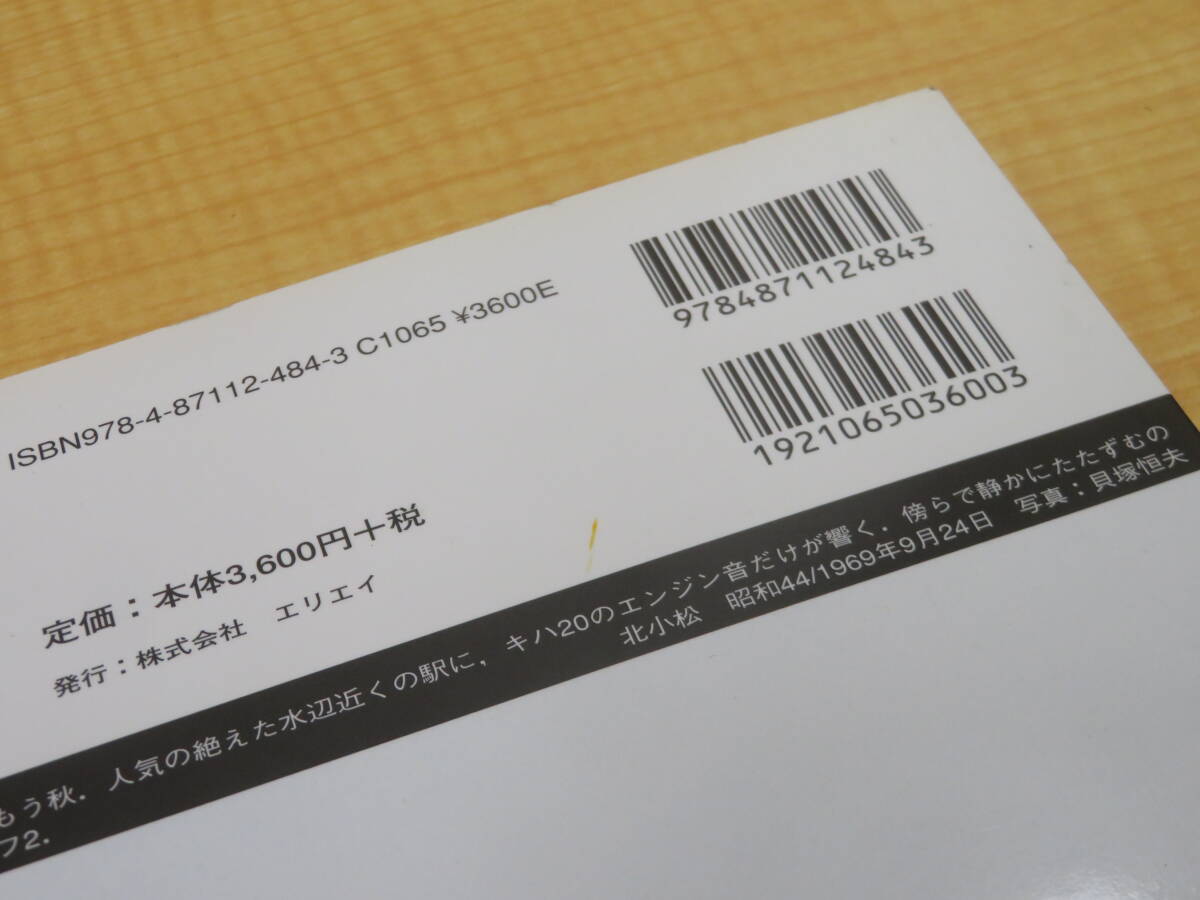 ISBN978-4-87112-484-3 C1065 ¥3600E
9784871124843
1921065036003
定価：本体3,600円＋税
発行：株式会社　エリエイ
もう秋．人気の絶えた水辺近くの駅に，キハ20のエンジン音だけが響く．傍らで静かにたたずむの
フ2．
北小松　昭和44/1969年9月24日　写真：貝塚恒夫